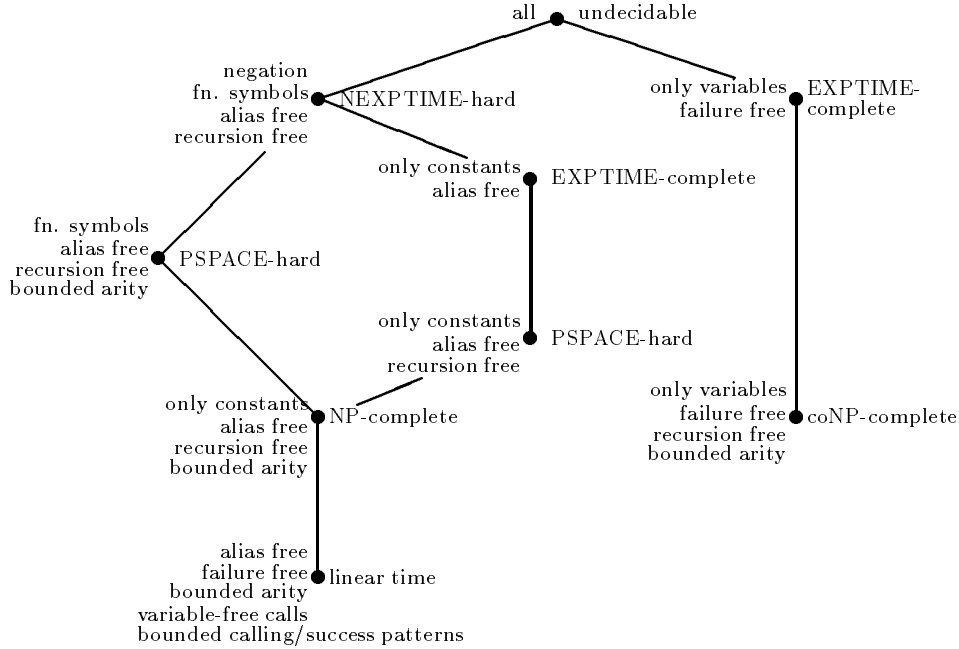 all undecidable
negation
fn. symbols
alias free
recursion free
NEXPTIME-hard
only variables
failure free
EXPTIME-
complete
only constants
alias free
EXPTIME-complete
fn. symbols
alias free
recursion free
bounded arity
PSPACE-hard
only constants
alias free
recursion free
PSPACE-hard
only constants
alias free
recursion free
bounded arity
NP-complete
only variables
failure free
recursion free
bounded arity
coNP-complete
alias free
failure free
bounded arity
variable-free calls
bounded calling/success patterns
linear time